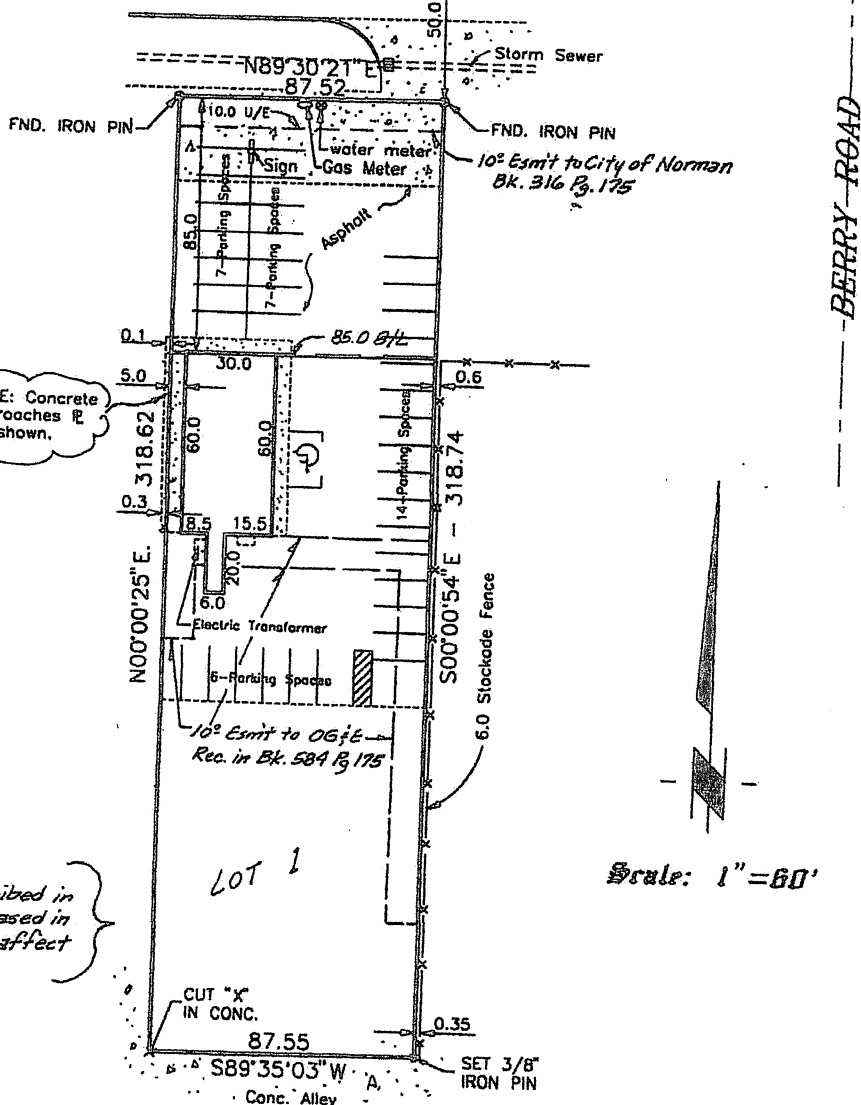 50.0
Storm Sewer
N89°30'21"E
87.52
FND. IRON PIN
10.0 U/E
FND. IRON PIN
water meter
Sign
Gas Meter
10º Esm't to City of Norman
Bk. 316 Pg. 175
BERRY ROAD
85.0
7-Parking Spaces
7-Parking Spaces
Asphalt
0.1
85.0 B/L
30.0
5.0
0.6
E: Concrete
roaches ⅊
shown.
318.62
60.0
60.0
14-Parking Spaces
S00°00'54"E - 318.74
0.3
8.5
15.5
20.0
6.0
N00°00'25"E.
Electric Transformer
6.0 Stockade Fence
6-Parking Spaces
10º Esm't to OG&E
Rec. in Bk. 584 Pg 175
LOT 1
Scale: 1"=60'
ibed in
ased in
affect
CUT "X"
IN CONC.
87.55
0.35
S89°35'03"W
SET 3/8"
IRON PIN
Conc. Alley